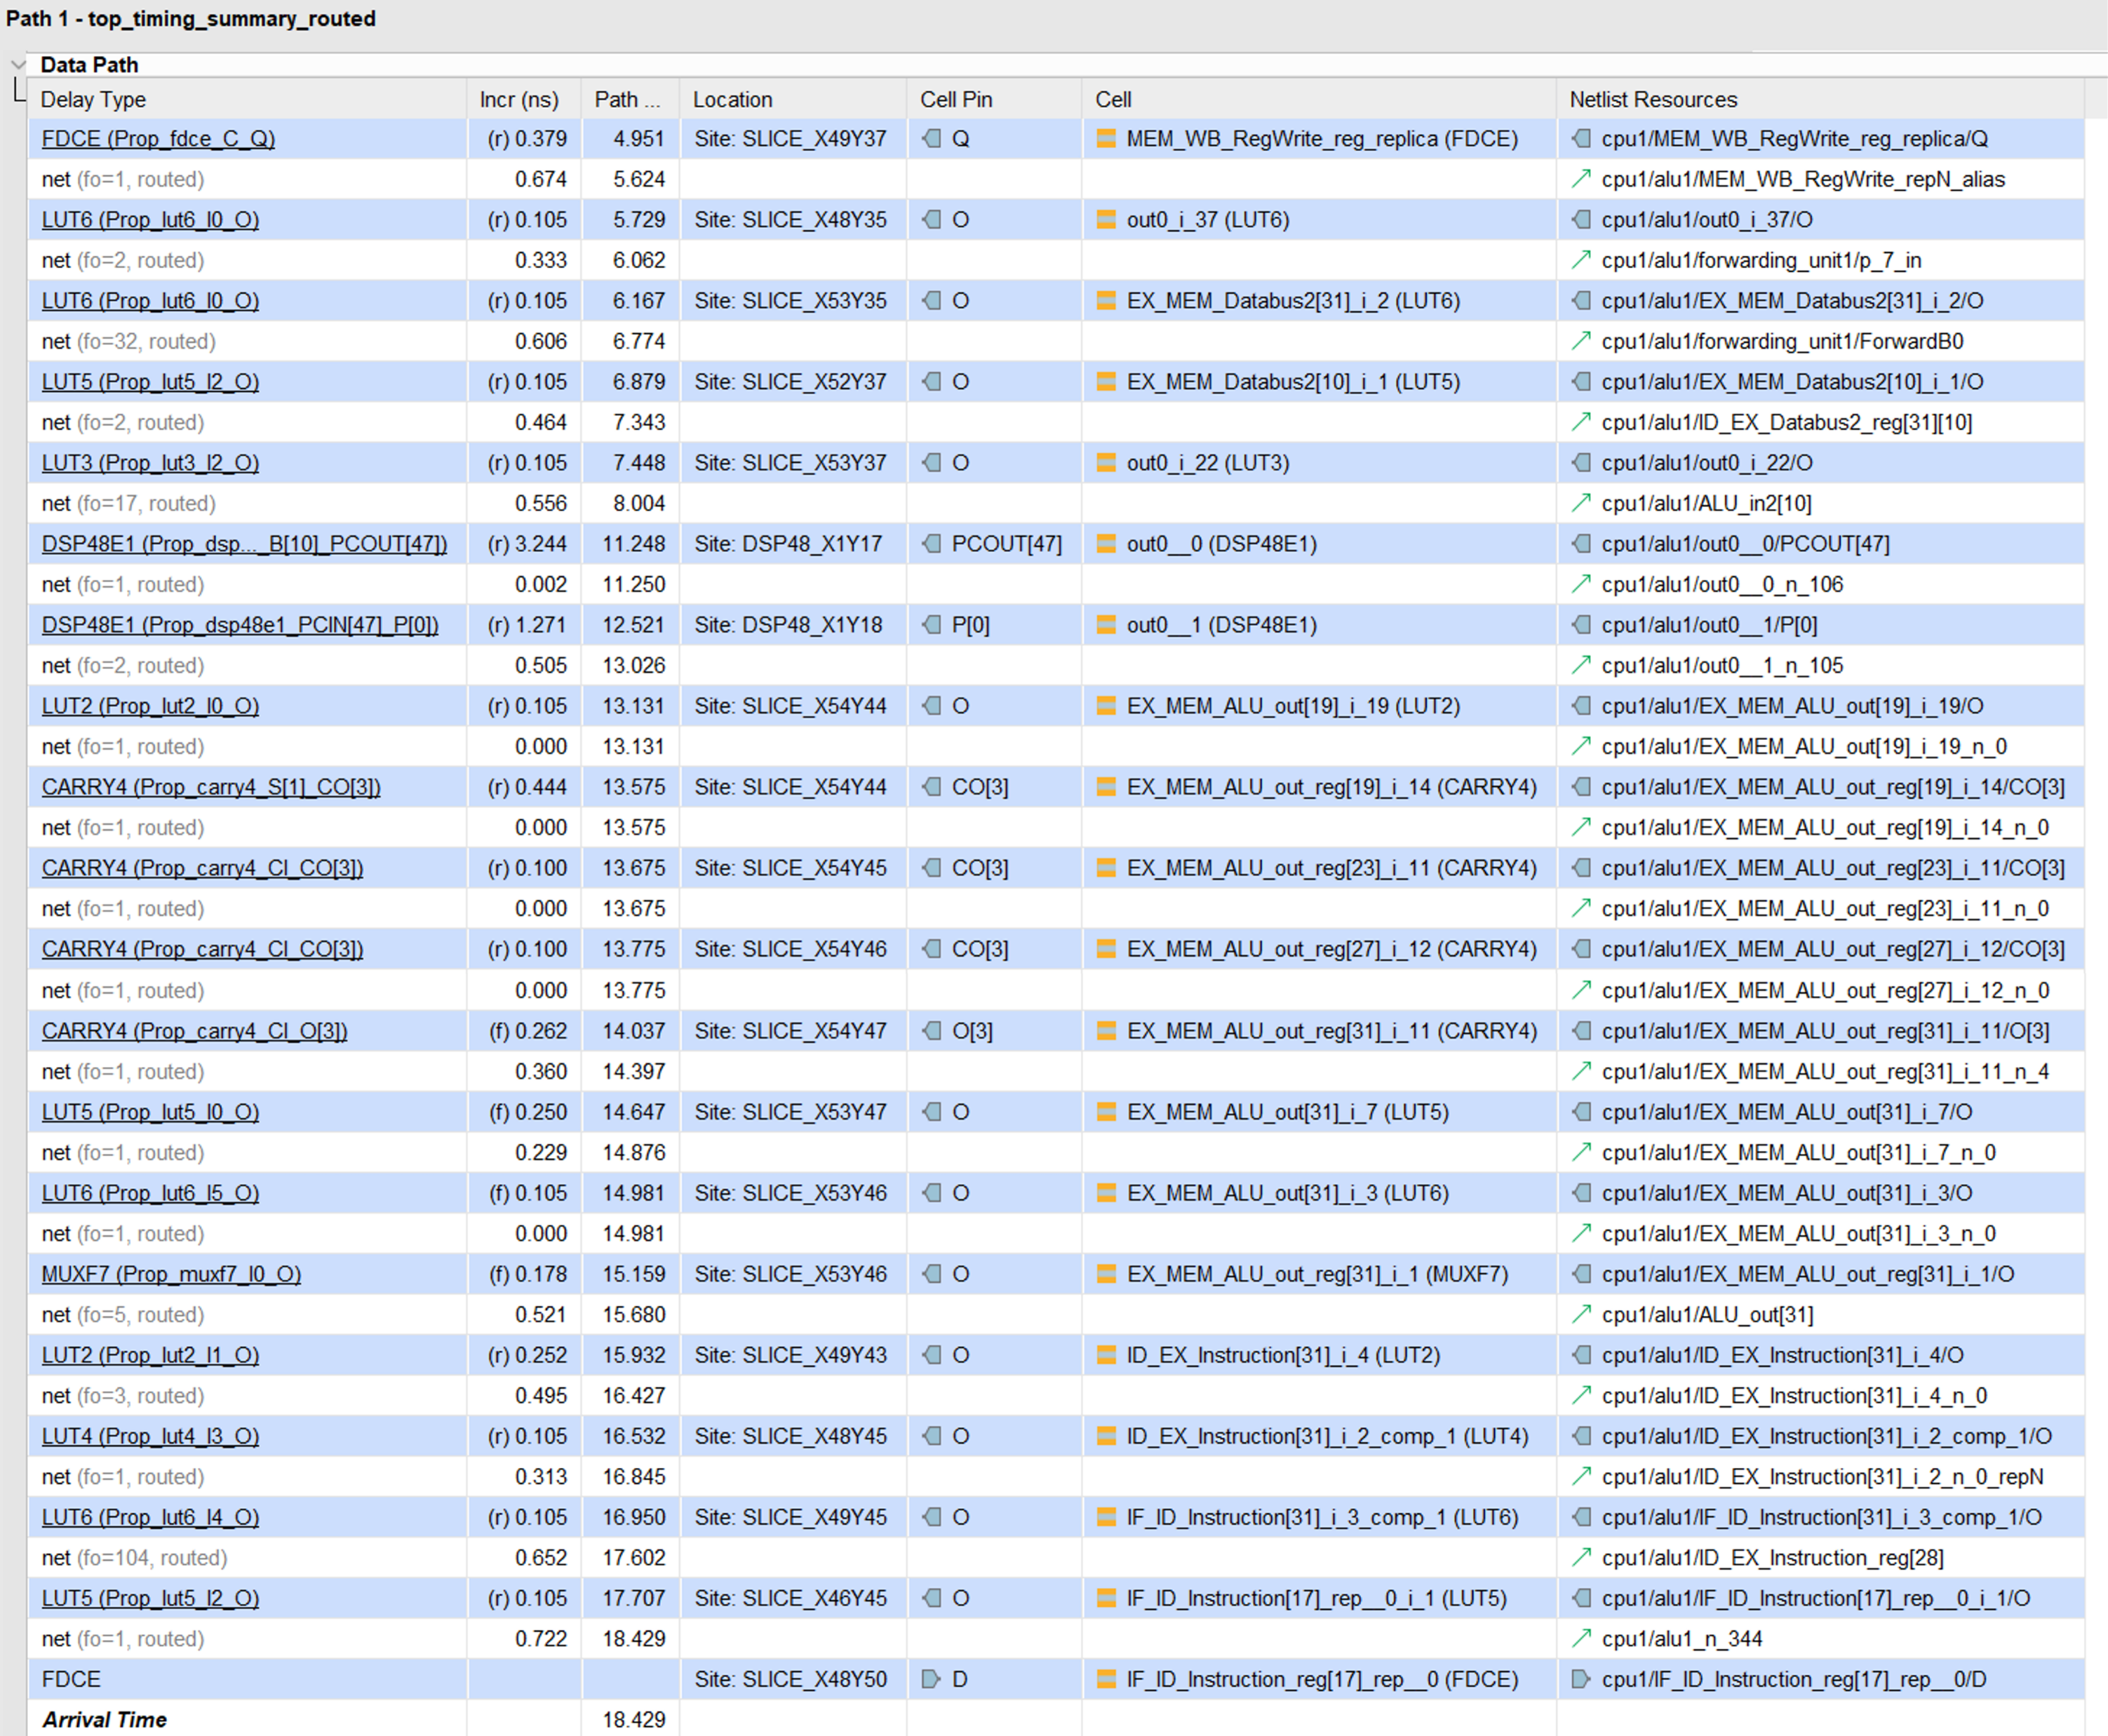 Path 1 - top_timing_summary_routed
Data Path
Delay Type Incr (ns) Path ... Location Cell Pin Cell Netlist Resources
FDCE (Prop_fdce_C_Q) (r) 0.379 4.951 Site: SLICE_X49Y37 Q MEM_WB_RegWrite_reg_replica (FDCE) cpu1/MEM_WB_RegWrite_reg_replica/Q
net (fo=1, routed) 0.674 5.624 cpu1/alu1/MEM_WB_RegWrite_repN_alias
LUT6 (Prop_lut6_I0_O) (r) 0.105 5.729 Site: SLICE_X48Y35 O out0_i_37 (LUT6) cpu1/alu1/out0_i_37/O
net (fo=2, routed) 0.333 6.062 cpu1/alu1/forwarding_unit1/p_7_in
LUT6 (Prop_lut6_I0_O) (r) 0.105 6.167 Site: SLICE_X53Y35 O EX_MEM_Databus2[31]_i_2 (LUT6) cpu1/alu1/EX_MEM_Databus2[31]_i_2/O
net (fo=32, routed) 0.606 6.774 cpu1/alu1/forwarding_unit1/ForwardB0
LUT5 (Prop_lut5_I2_O) (r) 0.105 6.879 Site: SLICE_X52Y37 O EX_MEM_Databus2[10]_i_1 (LUT5) cpu1/alu1/EX_MEM_Databus2[10]_i_1/O
net (fo=2, routed) 0.464 7.343 cpu1/alu1/ID_EX_Databus2_reg[31][10]
LUT3 (Prop_lut3_I2_O) (r) 0.105 7.448 Site: SLICE_X53Y37 O out0_i_22 (LUT3) cpu1/alu1/out0_i_22/O
net (fo=17, routed) 0.556 8.004 cpu1/alu1/ALU_in2[10]
DSP48E1 (Prop_dsp..._B[10]_PCOUT[47]) (r) 3.244 11.248 Site: DSP48_X1Y17 PCOUT[47] out0__0 (DSP48E1) cpu1/alu1/out0__0/PCOUT[47]
net (fo=1, routed) 0.002 11.250 cpu1/alu1/out0__0_n_106
DSP48E1 (Prop_dsp48e1_PCIN[47]_P[0]) (r) 1.271 12.521 Site: DSP48_X1Y18 P[0] out0__1 (DSP48E1) cpu1/alu1/out0__1/P[0]
net (fo=2, routed) 0.505 13.026 cpu1/alu1/out0__1_n_105
LUT2 (Prop_lut2_I0_O) (r) 0.105 13.131 Site: SLICE_X54Y44 O EX_MEM_ALU_out[19]_i_19 (LUT2) cpu1/alu1/EX_MEM_ALU_out[19]_i_19/O
net (fo=1, routed) 0.000 13.131 cpu1/alu1/EX_MEM_ALU_out[19]_i_19_n_0
CARRY4 (Prop_carry4_S[1]_CO[3]) (r) 0.444 13.575 Site: SLICE_X54Y44 CO[3] EX_MEM_ALU_out_reg[19]_i_14 (CARRY4) cpu1/alu1/EX_MEM_ALU_out_reg[19]_i_14/CO[3]
net (fo=1, routed) 0.000 13.575 cpu1/alu1/EX_MEM_ALU_out_reg[19]_i_14_n_0
CARRY4 (Prop_carry4_CI_CO[3]) (r) 0.100 13.675 Site: SLICE_X54Y45 CO[3] EX_MEM_ALU_out_reg[23]_i_11 (CARRY4) cpu1/alu1/EX_MEM_ALU_out_reg[23]_i_11/CO[3]
net (fo=1, routed) 0.000 13.675 cpu1/alu1/EX_MEM_ALU_out_reg[23]_i_11_n_0
CARRY4 (Prop_carry4_CI_CO[3]) (r) 0.100 13.775 Site: SLICE_X54Y46 CO[3] EX_MEM_ALU_out_reg[27]_i_12 (CARRY4) cpu1/alu1/EX_MEM_ALU_out_reg[27]_i_12/CO[3]
net (fo=1, routed) 0.000 13.775 cpu1/alu1/EX_MEM_ALU_out_reg[27]_i_12_n_0
CARRY4 (Prop_carry4_CI_O[3]) (f) 0.262 14.037 Site: SLICE_X54Y47 O[3] EX_MEM_ALU_out_reg[31]_i_11 (CARRY4) cpu1/alu1/EX_MEM_ALU_out_reg[31]_i_11/O[3]
net (fo=1, routed) 0.360 14.397 cpu1/alu1/EX_MEM_ALU_out_reg[31]_i_11_n_4
LUT5 (Prop_lut5_I0_O) (f) 0.250 14.647 Site: SLICE_X53Y47 O EX_MEM_ALU_out[31]_i_7 (LUT5) cpu1/alu1/EX_MEM_ALU_out[31]_i_7/O
net (fo=1, routed) 0.229 14.876 cpu1/alu1/EX_MEM_ALU_out[31]_i_7_n_0
LUT6 (Prop_lut6_I5_O) (f) 0.105 14.981 Site: SLICE_X53Y46 O EX_MEM_ALU_out[31]_i_3 (LUT6) cpu1/alu1/EX_MEM_ALU_out[31]_i_3/O
net (fo=1, routed) 0.000 14.981 cpu1/alu1/EX_MEM_ALU_out[31]_i_3_n_0
MUXF7 (Prop_muxf7_I0_O) (f) 0.178 15.159 Site: SLICE_X53Y46 O EX_MEM_ALU_out_reg[31]_i_1 (MUXF7) cpu1/alu1/EX_MEM_ALU_out_reg[31]_i_1/O
net (fo=5, routed) 0.521 15.680 cpu1/alu1/ALU_out[31]
LUT2 (Prop_lut2_I1_O) (r) 0.252 15.932 Site: SLICE_X49Y43 O ID_EX_Instruction[31]_i_4 (LUT2) cpu1/alu1/ID_EX_Instruction[31]_i_4/O
net (fo=3, routed) 0.495 16.427 cpu1/alu1/ID_EX_Instruction[31]_i_4_n_0
LUT4 (Prop_lut4_I3_O) (r) 0.105 16.532 Site: SLICE_X48Y45 O ID_EX_Instruction[31]_i_2_comp_1 (LUT4) cpu1/alu1/ID_EX_Instruction[31]_i_2_comp_1/O
net (fo=1, routed) 0.313 16.845 cpu1/alu1/ID_EX_Instruction[31]_i_2_n_0_repN
LUT6 (Prop_lut6_I4_O) (r) 0.105 16.950 Site: SLICE_X49Y45 O IF_ID_Instruction[31]_i_3_comp_1 (LUT6) cpu1/alu1/IF_ID_Instruction[31]_i_3_comp_1/O
net (fo=104, routed) 0.652 17.602 cpu1/alu1/ID_EX_Instruction_reg[28]
LUT5 (Prop_lut5_I2_O) (r) 0.105 17.707 Site: SLICE_X46Y45 O IF_ID_Instruction[17]_rep__0_i_1 (LUT5) cpu1/alu1/IF_ID_Instruction[17]_rep__0_i_1/O
net (fo=1, routed) 0.722 18.429 cpu1/alu1_n_344
FDCE Site: SLICE_X48Y50 D IF_ID_Instruction_reg[17]_rep__0 (FDCE) cpu1/IF_ID_Instruction_reg[17]_rep__0/D
Arrival Time 18.429